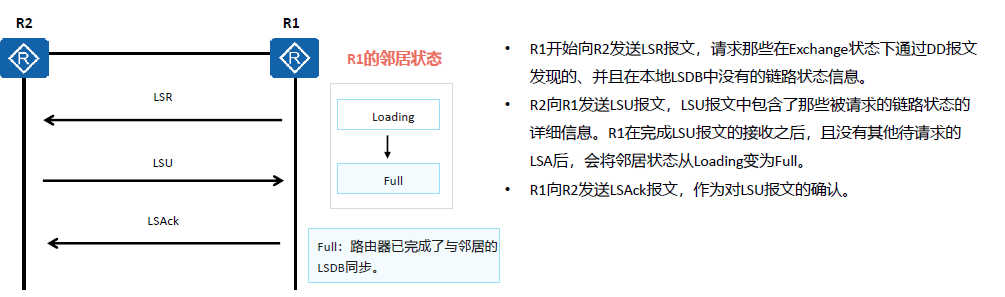 R2
R1
R
R
R1的邻居状态
LSR
Loading
LSU
Full
LSAck
Full：路由器已完成了与邻居的
LSDB同步。
• R1开始向R2发送LSR报文，请求那些在Exchange状态下通过DD报文
发现的、并且在本地LSDB中没有的链路状态信息。
• R2向R1发送LSU报文，LSU报文中包含了那些被请求的链路状态的
详细信息。R1在完成LSU报文的接收之后，且没有其他待请求的
LSA后，会将邻居状态从Loading变为Full。
• R1向R2发送LSAck报文，作为对LSU报文的确认。